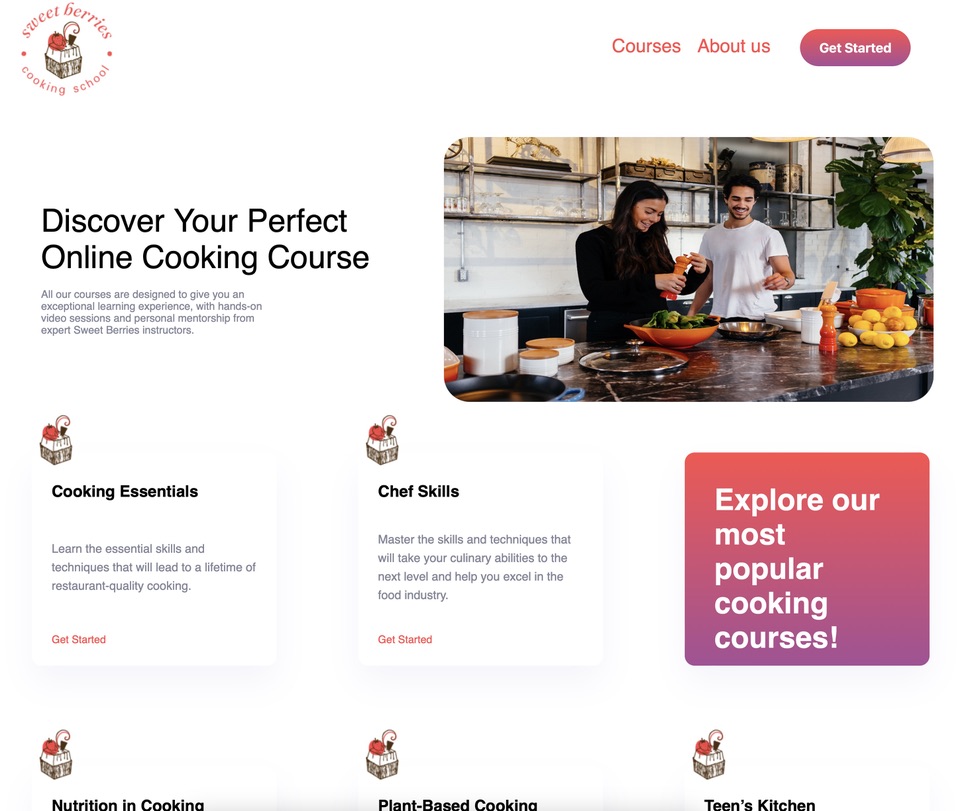 sweet berries
cooking school
Courses
About us
Get Started
Discover Your Perfect
Online Cooking Course
All our courses are designed to give you an
exceptional learning experience, with hands-on
video sessions and personal mentorship from
expert Sweet Berries instructors.
Cooking Essentials
Learn the essential skills and
techniques that will lead to a lifetime of
restaurant-quality cooking.
Get Started
Chef Skills
Master the skills and techniques that
will take your culinary abilities to the
next level and help you excel in the
food industry.
Get Started
Explore our
most
popular
cooking
courses!
Nutrition in Cooking
Plant-Based Cooking
Teen’s Kitchen